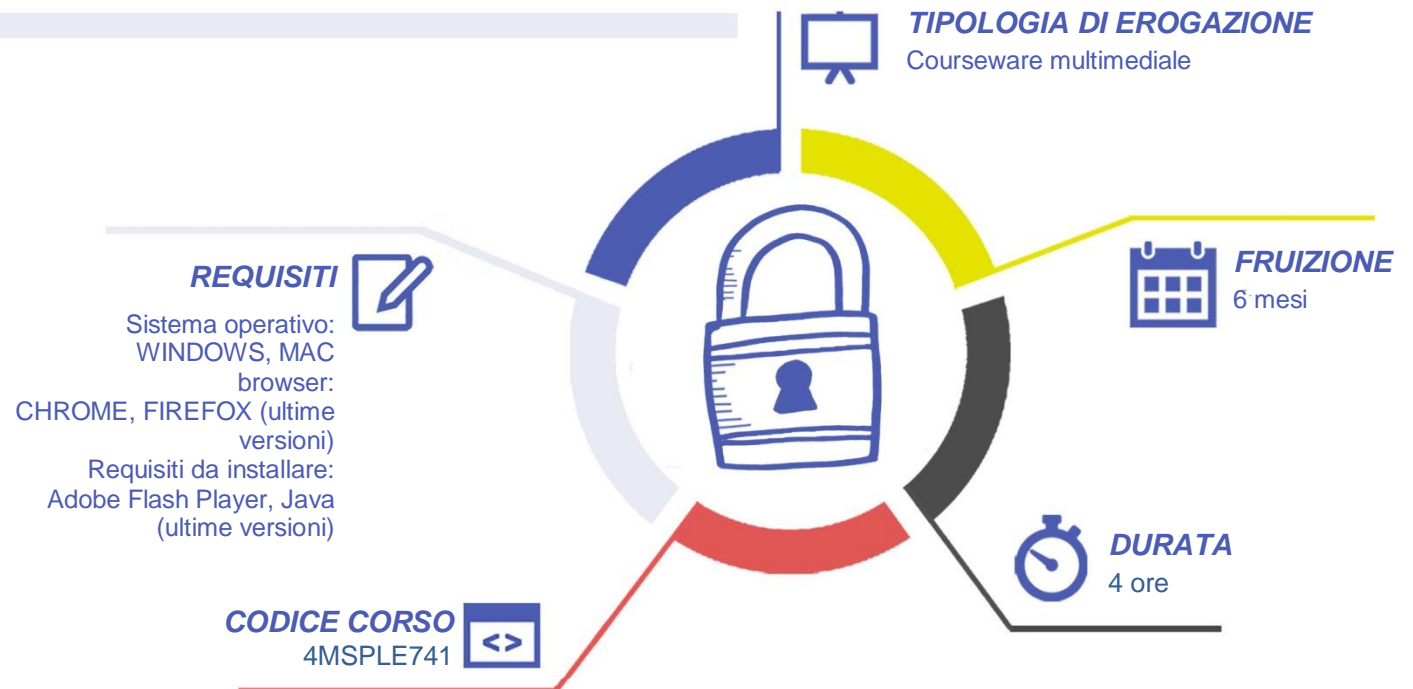 TIPOLOGIA DI EROGAZIONE
Courseware multimediale
REQUISITI
Sistema operativo:
WINDOWS, MAC
browser:
CHROME, FIREFOX (ultime
versioni)
Requisiti da installare:
Adobe Flash Player, Java
(ultime versioni)
FRUIZIONE
6 mesi
DURATA
4 ore
CODICE CORSO
4MSPLE741